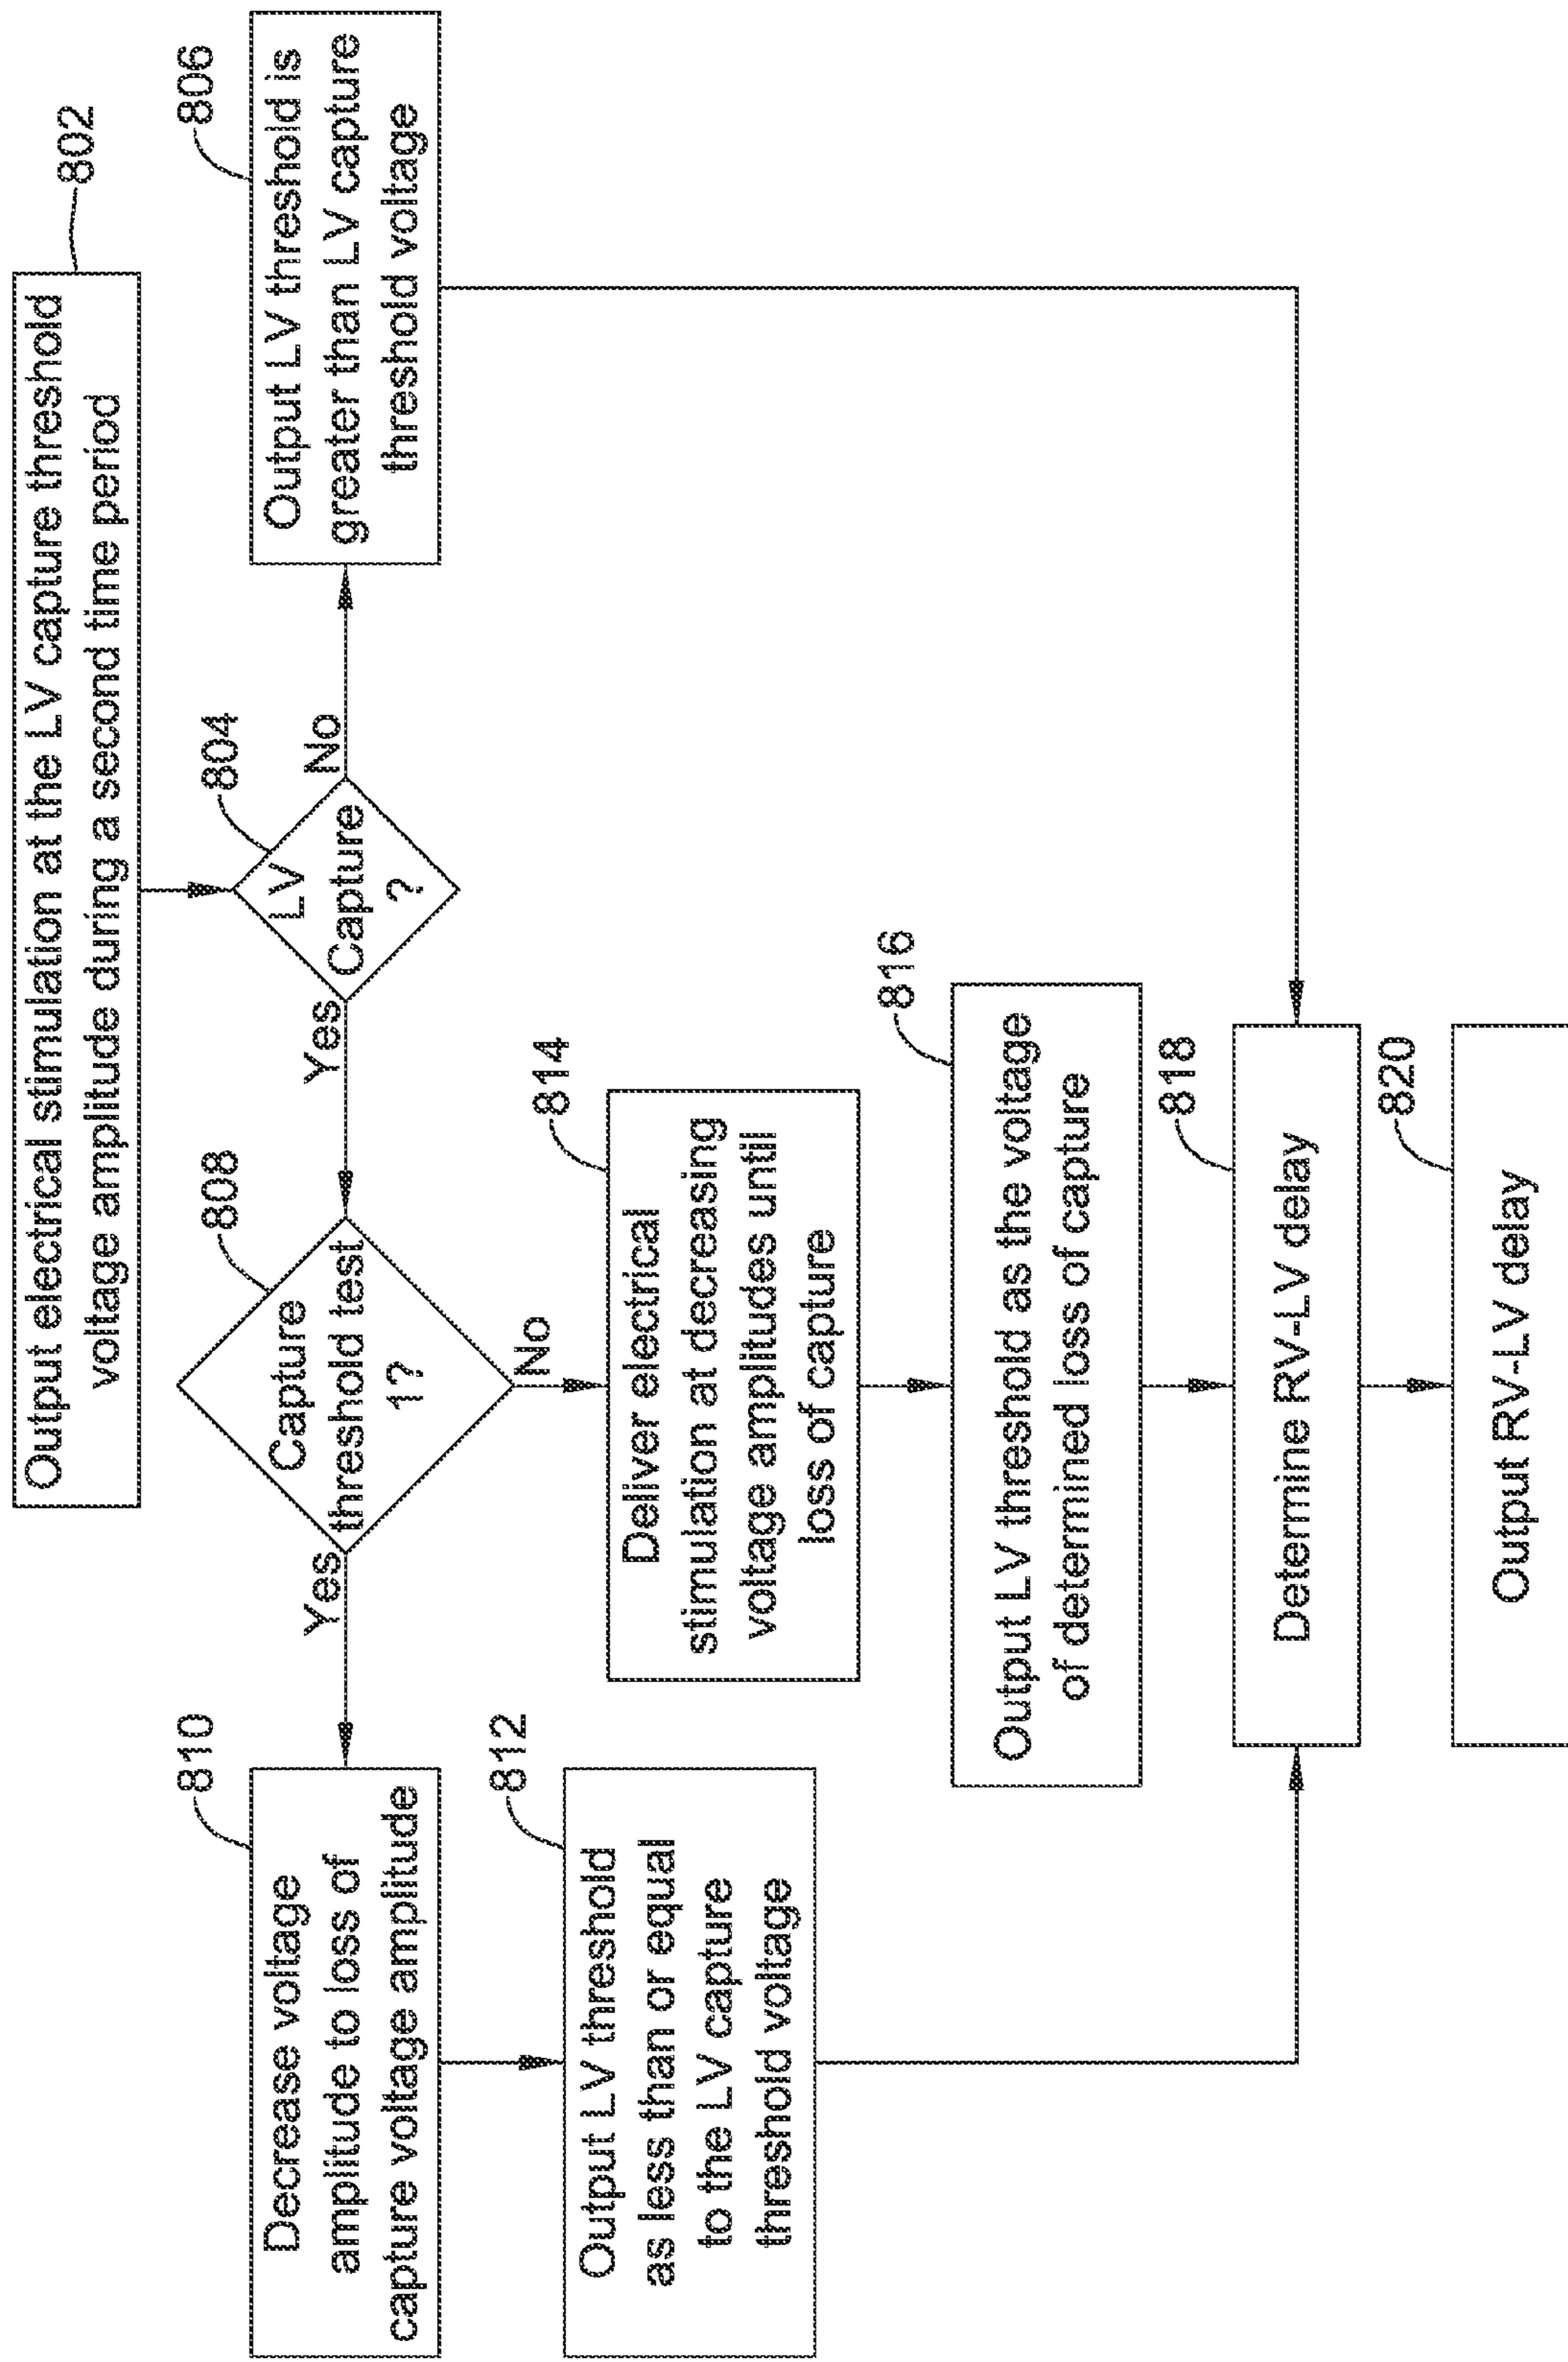 Output electrical stimulation at the LV capture threshold
voltage amplitude during a second time period
802
804
LV
Capture
?
No
806
Output LV threshold is
greater than LV capture
threshold voltage
Yes
808
Capture
threshold test
1?
Yes
810
Decrease voltage
amplitude to loss of
capture voltage amplitude
812
Output LV threshold
as less than or equal
to the LV capture
threshold voltage
No
814
Deliver electrical
stimulation at decreasing
voltage amplitudes until
loss of capture
816
Output LV threshold as the voltage
of determined loss of capture
818
Determine RV-LV delay
820
Output RV-LV delay